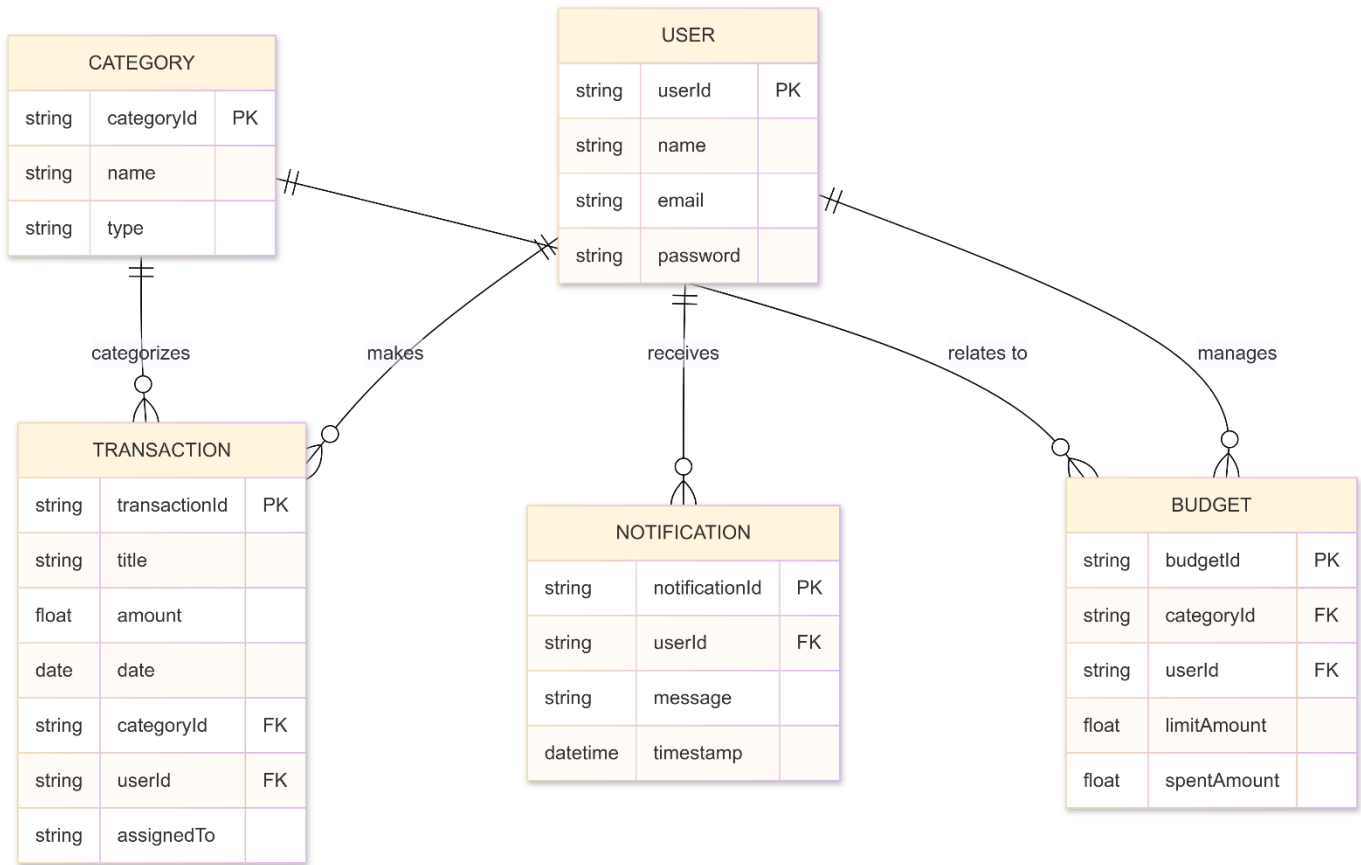 CATEGORY
string categoryId PK
string name
string type
USER
string userId PK
string name
string email
string password
categorizes
makes
receives
relates to
manages
TRANSACTION
string transactionId PK
string title
float amount
date date
string categoryId FK
string userId FK
string assignedTo
NOTIFICATION
string notificationId PK
string userId FK
string message
datetime timestamp
BUDGET
string budgetId PK
string categoryId FK
string userId FK
float limitAmount
float spentAmount